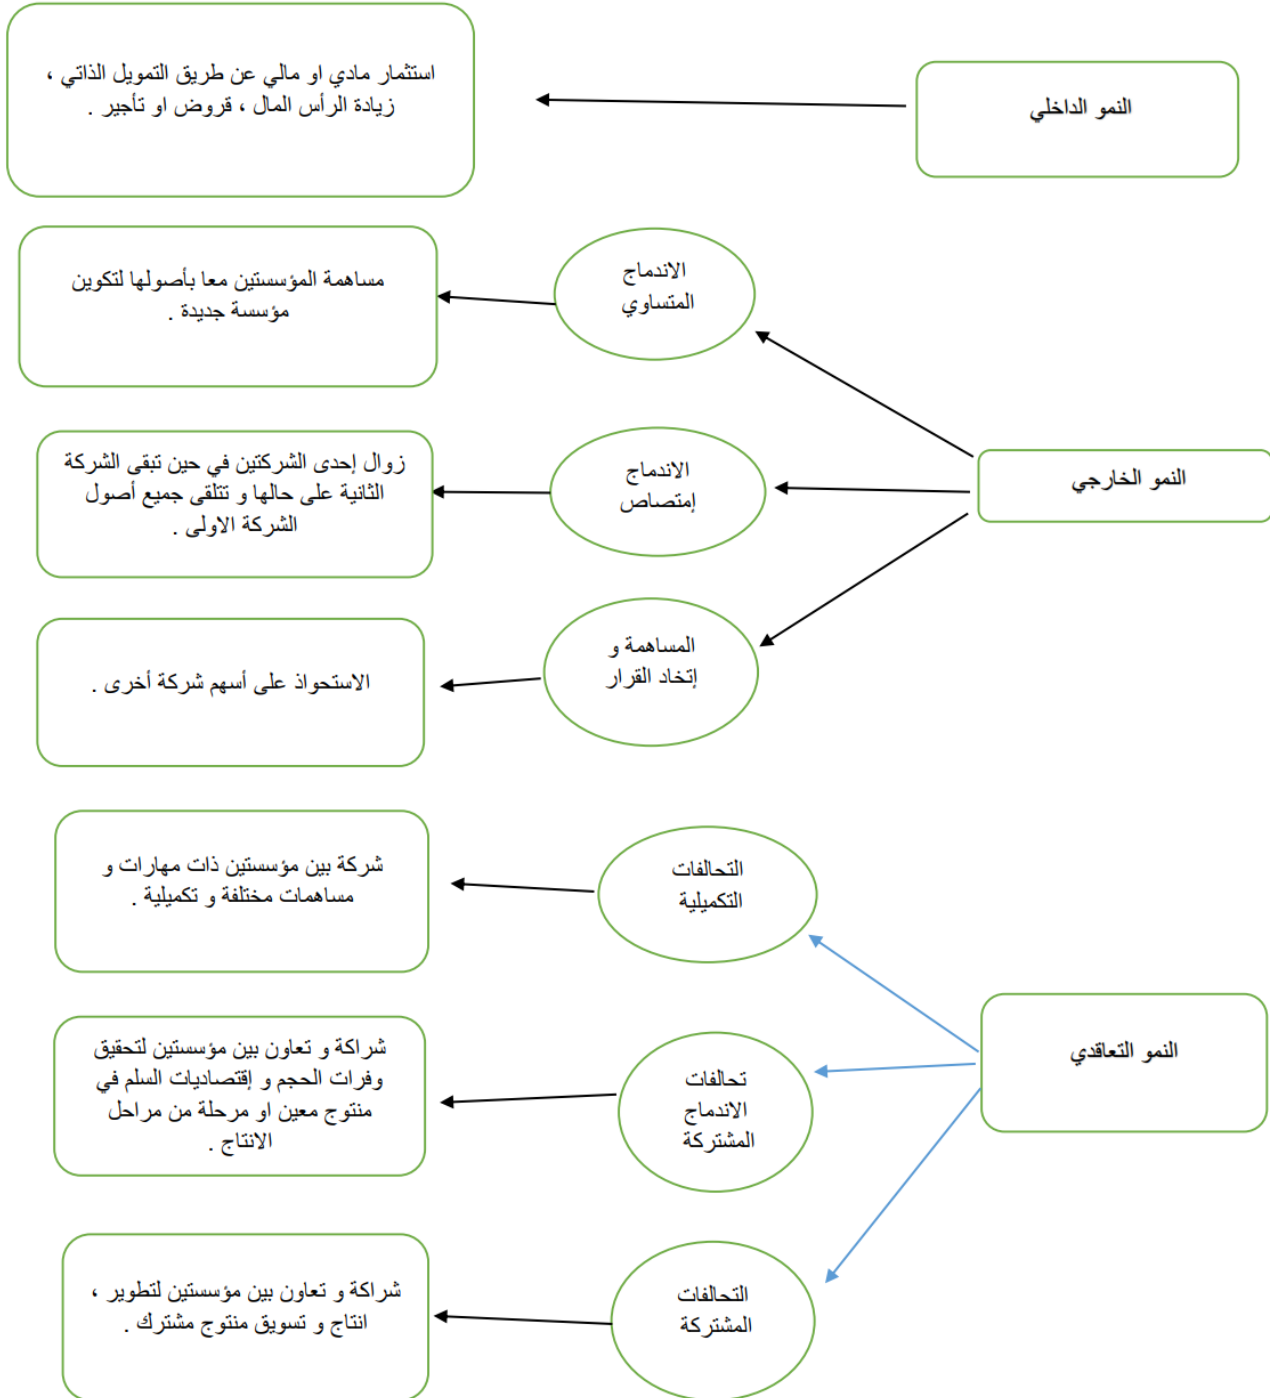 النمو الداخلي
استثمار مادي او مالي عن طريق التمويل الذاتي ،
زيادة الرأس المال ، قروض او تأجير .
النمو الخارجي
الاندماج
المتساوي
مساهمة المؤسستين معا بأصولها لتكوين
مؤسسة جديدة .
الاندماج
إمتصاص
زوال إحدى الشركتين في حين تبقى الشركة
الثانية على حالها و تتلقى جميع أصول
الشركة الاولى .
المساهمة و
إتخاد القرار
الاستحواذ على أسهم شركة أخرى .
النمو التعاقدي
التحالفات
التكميلية
شركة بين مؤسستين ذات مهارات و
مساهمات مختلفة و تكميلية .
تحالفات
الاندماج
المشتركة
شراكة و تعاون بين مؤسستين لتحقيق
وفرات الحجم و إقتصاديات السلم في
منتوج معين او مرحلة من مراحل
الانتاج .
التحالفات
المشتركة
شراكة و تعاون بين مؤسستين لتطوير ،
انتاج و تسويق منتوج مشترك .